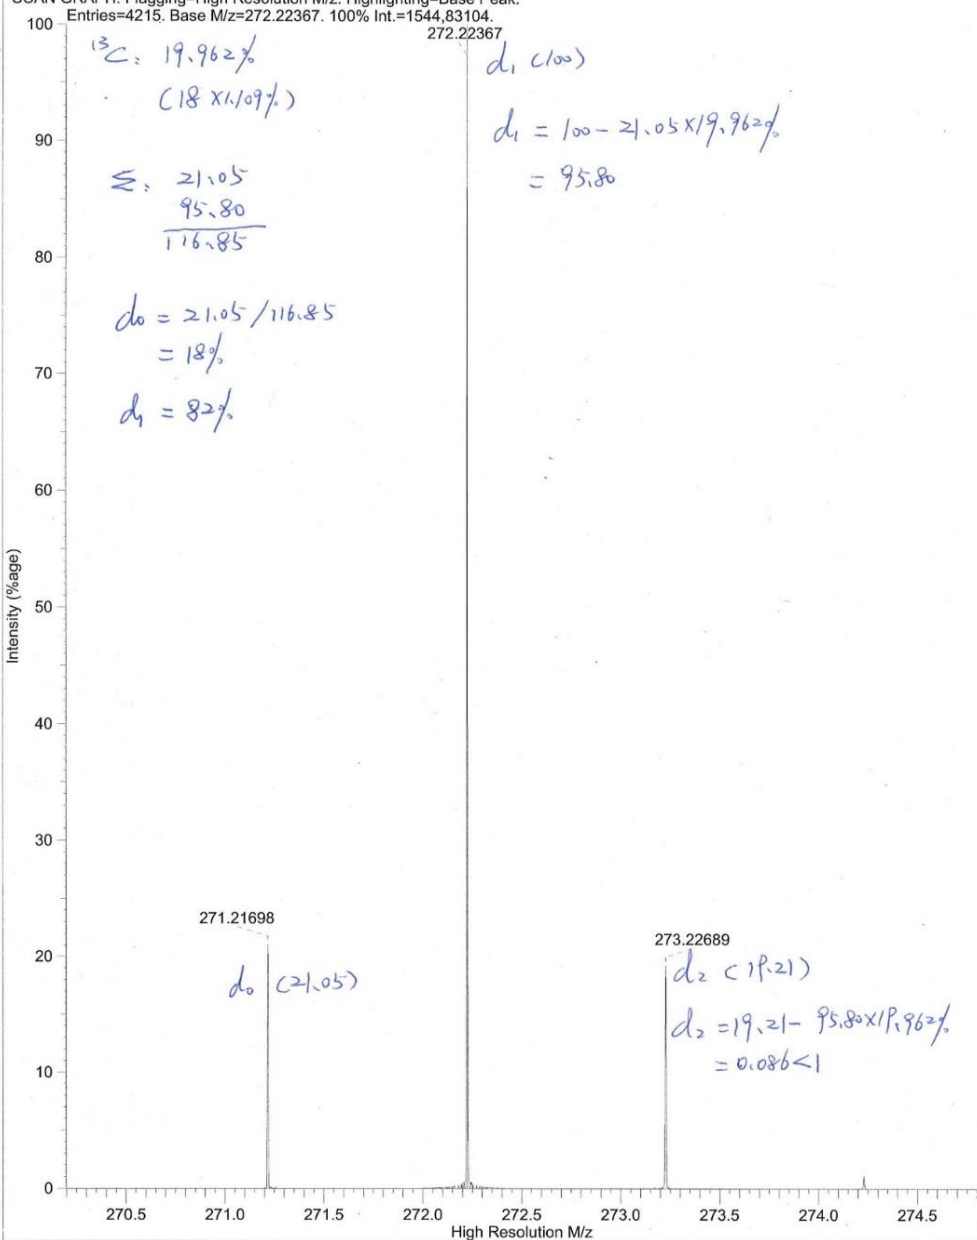 SCAN GRAPH. Flagging=High Resolution M/z. Highlighting=Base Peak.
Entries=4215. Base M/z=272.22367. 100% Int.=1544,83104.
100
272.22367
¹³C: 19.962%
(18 X1.109%)
d₁ (100)
d₁ = 100 - 21.05 X19.962%
= 95.80
90
Σ: 21.05
95.80
116.85
80
d₀ = 21.05 /116.85
= 18%
70
d₁ = 82%
60
50
Intensity (%age)
40
30
271.21698
273.22689
20
d₀ (21.05)
d₂ (19.21)
d₂ =19.21- 95.80X19.962%
= 0.086<1
10
0
270.5 271.0 271.5 272.0 272.5 273.0 273.5 274.0 274.5
High Resolution M/z